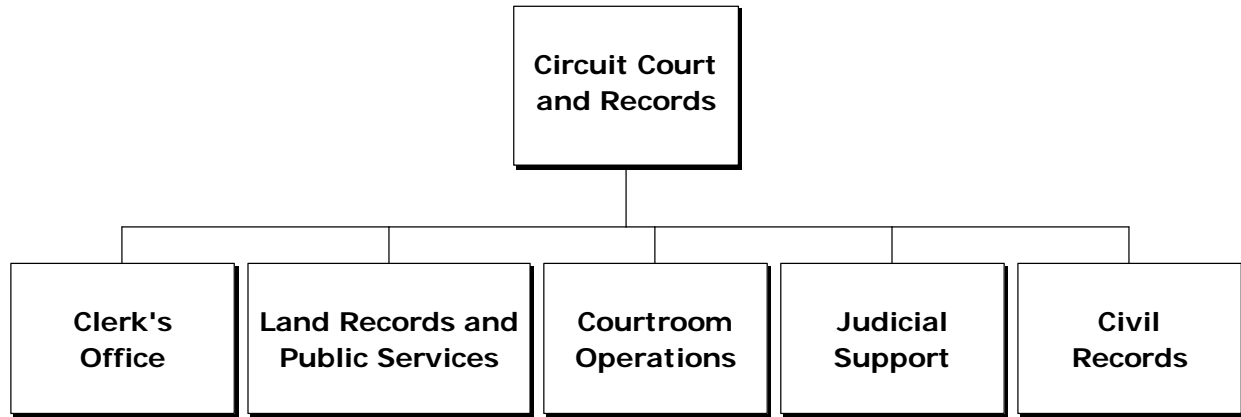 Circuit Court
and Records
Clerk's
Office
Land Records and
Public Services
Courtroom
Operations
Judicial
Support
Civil
Records